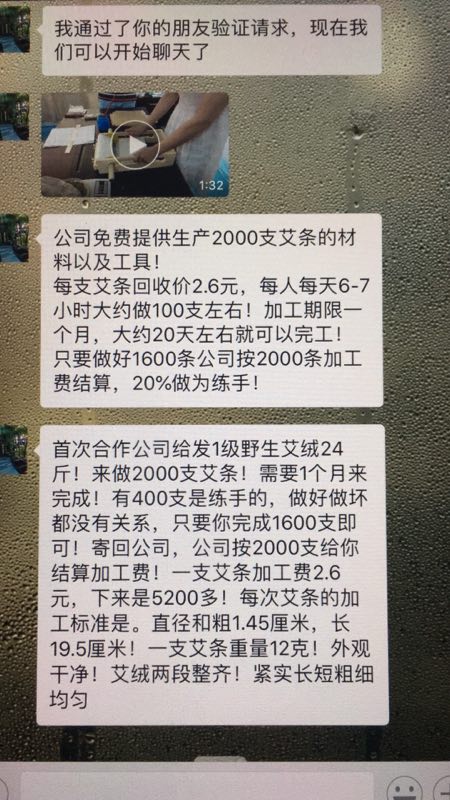 我通过了你的朋友验证请求，现在我
们可以开始聊天了
1:32
公司免费提供生产2000支艾条的材
料以及工具！
每支艾条回收价2.6元，每人每天6-7
小时大约做100支左右！加工期限一
个月，大约20天左右就可以完工！
只要做好1600条公司按2000条加工
费结算，20%做为练手！
首次合作公司给发1级野生艾绒24
斤！来做2000支艾条！需要1个月来
完成！有400支是练手的，做好做坏
都没有关系，只要你完成1600支即
可！寄回公司，公司按2000支给你
结算加工费！一支艾条加工费2.6
元，下来是5200多！每次艾条的加
工标准是。直径和粗1.45厘米，长
19.5厘米！一支艾条重量12克！外观
干净！艾绒两段整齐！紧实长短粗细
均匀